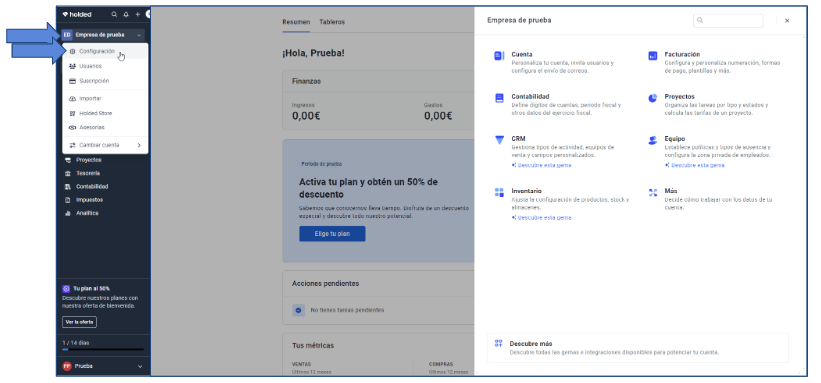 holded
ED Empresa de prueba
Configuración
Usuarios
Suscripción
Importar
Holded Store
Asesorías
Cambiar cuenta
Proyectos
Tesorería
Contabilidad
Impuestos
Analítica
Tu plan al 50%
Descubre nuestros planes con
nuestra oferta de bienvenida.
Ver la oferta
1 / 14 días
PP Prueba
Resumen Tableros
¡Hola, Prueba!
Finanzas
Ingresos Gastos
0,00€ 0,00€
Periodo de prueba
Activa tu plan y obtén un 50% de
descuento
Sabemos que conocernos lleva tiempo. Disfruta de un descuento
especial y descubre todo nuestro potencial.
Elige tu plan
Acciones pendientes
No tienes tareas pendientes
Tus métricas
VENTAS COMPRAS
Últimos 12 meses Últimos 12 meses
Empresa de prueba
Cuenta
Personaliza tu cuenta, invita usuarios y
configura el envío de correos.
Facturación
Configura y personaliza numeración, formas
de pago, plantillas y más.
Contabilidad
Define dígitos de cuentas, periodo fiscal y
otros datos del ejercicio fiscal.
Proyectos
Organiza las tareas por tipo y estados y
calcula las tarifas de un proyecto.
CRM
Gestiona tipos de actividad, equipos de
venta y campos personalizados.
Descubre esta gema
Equipo
Establece políticas y tipos de ausencia y
configura la zona privada de empleados.
Descubre esta gema
Inventario
Ajusta la configuración de productos, stock y
almacenes.
Descubre esta gema
Más
Decide cómo trabajar con los datos de tu
cuenta.
Descubre más
Descubre todas las gemas e integraciones disponibles para potenciar tu cuenta.